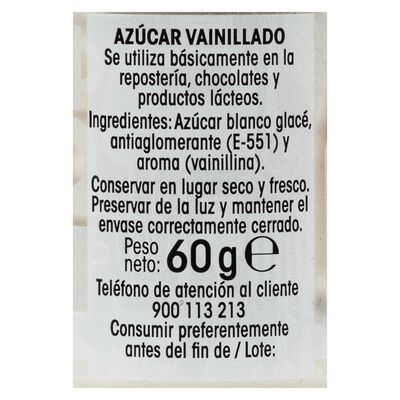 AZÚCAR VAINILLADO
Se utiliza básicamente en la
repostería, chocolates y
productos lácteos.
Ingredientes: Azúcar blanco glacé,
antiaglomerante (E-551) y
aroma (vainillina).
Conservar en lugar seco y fresco.
Preservar de la luz y mantener el
envase correctamente cerrado.
Peso neto: 60 g ℮
Teléfono de atención al cliente
900 113 213
Consumir preferentemente
antes del fin de / Lote: